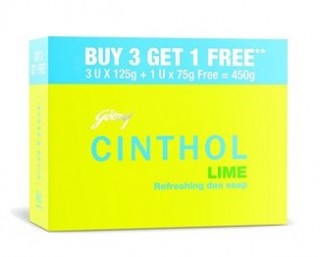 BUY 3 GET 1 FREE**
3 U X 125g + 1 U x 75g Free = 450g
Godrej
CINTHOL
LIME
Refreshing deo soap